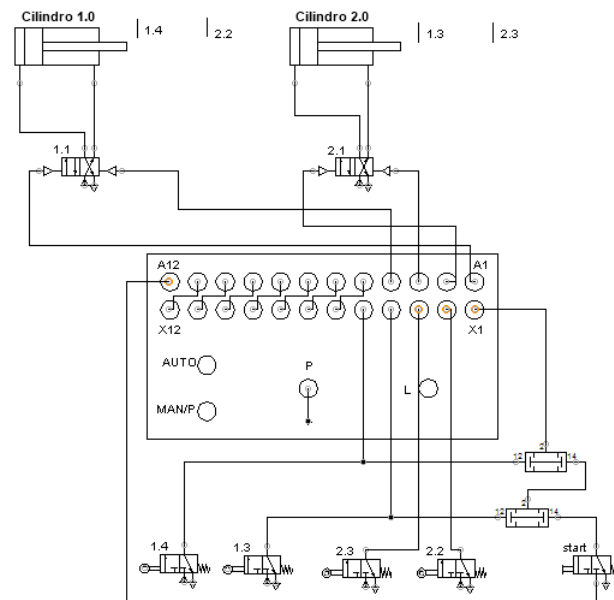 Cilindro 1.0
1.4
2.2
Cilindro 2.0
1.3
2.3
1.1
2.1
A12
A1
X12
X1
AUTO
P
L
MAN/P
2
12
14
2
12
14
1.4
1.3
2.3
2.2
start